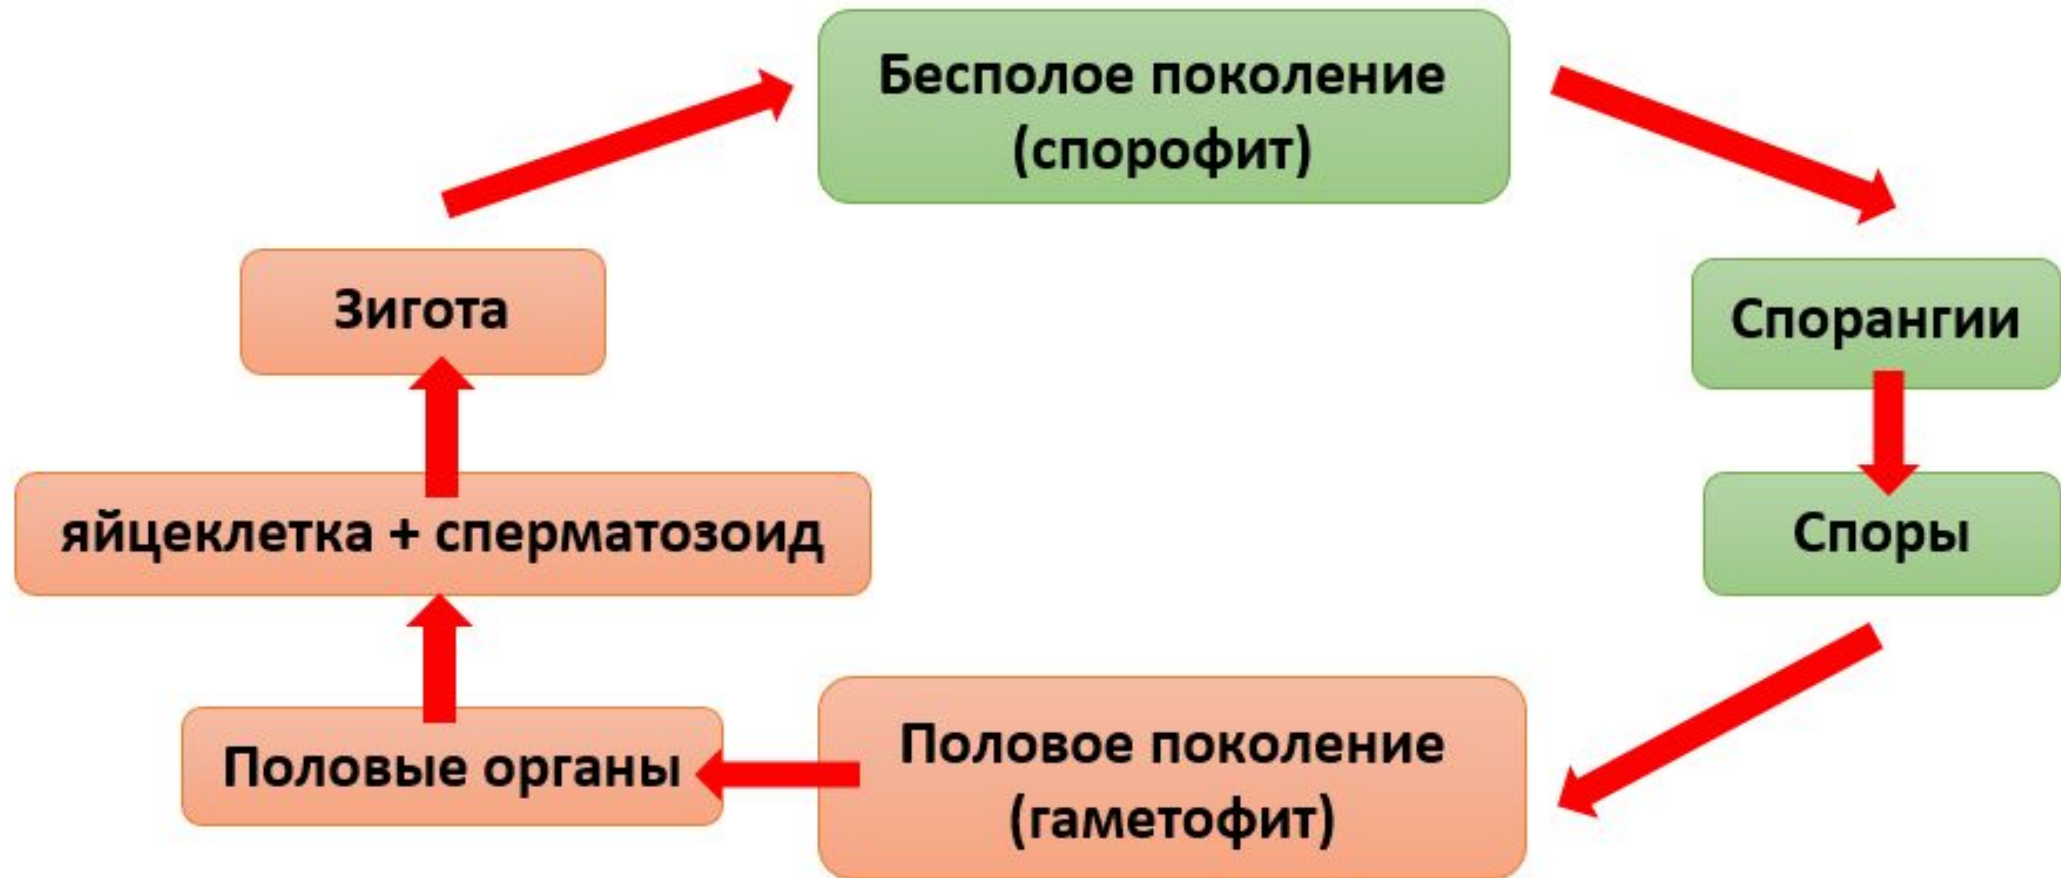 Бесполое поколение
(спорофит)
Зигота
Спорангии
яйцеклетка + сперматозоид
Споры
Половые органы
Половое поколение
(гаметофит)